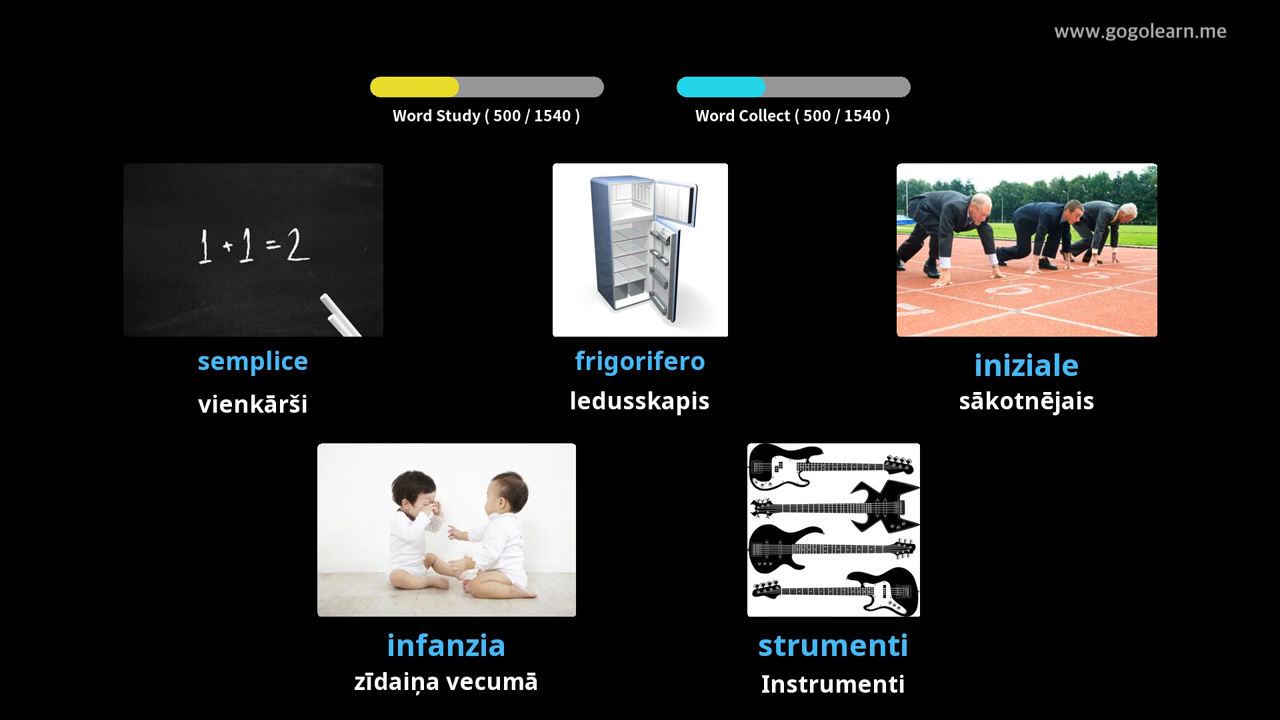 www.gogolearn.me
Word Study ( 500 / 1540 )
Word Collect ( 500 / 1540 )
1 + 1 = 2
semplice
vienkārši
frigorifero
ledusskapis
iniziale
sākotnējais
infanzia
zīdaiņa vecumā
strumenti
Instrumenti